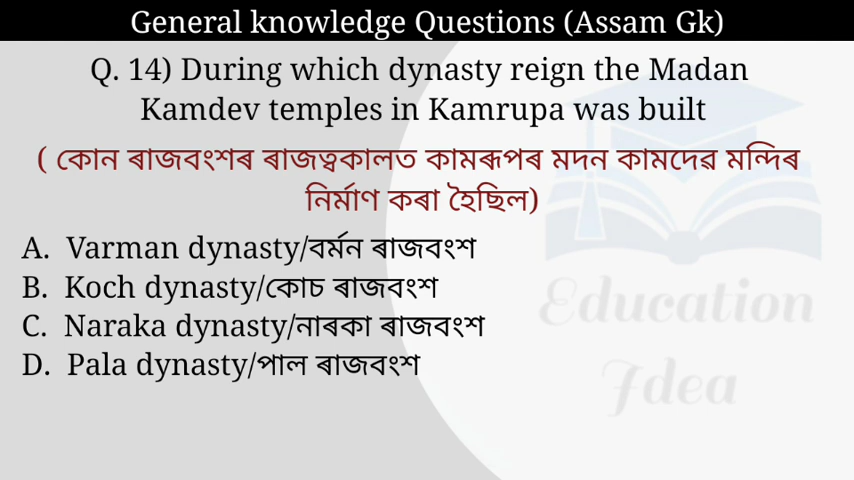 General knowledge Questions (Assam Gk)
Q. 14) During which dynasty reign the Madan
Kamdev temples in Kamrupa was built
( কোন ৰাজবংশৰ ৰাজত্বকালত কামৰূপৰ মদন কামদেৱ মন্দিৰ
নিৰ্মাণ কৰা হৈছিল)
A. Varman dynasty/বৰ্মন ৰাজবংশ
B. Koch dynasty/কোচ ৰাজবংশ
C. Naraka dynasty/নাৰকা ৰাজবংশ
D. Pala dynasty/পাল ৰাজবংশ
Education
Idea